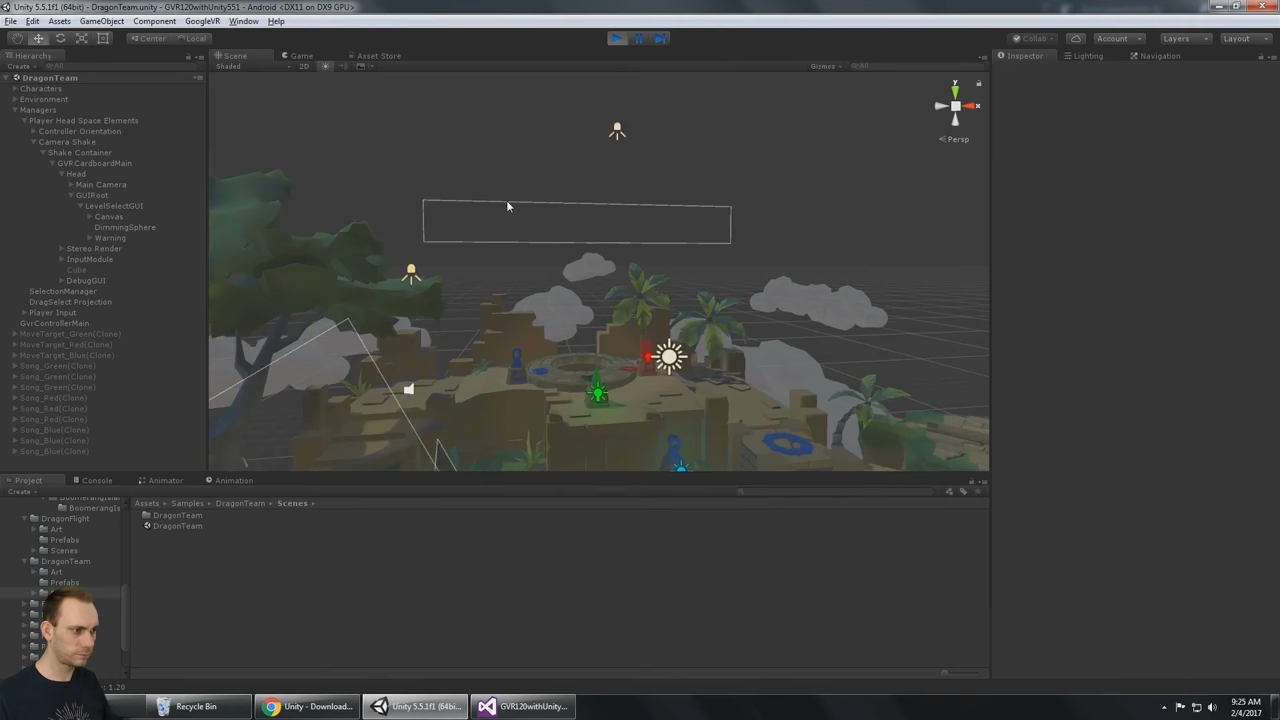 Unity 5.5.1f1 (64bit) - DragonTeam.unity - GVR120withUnity551 - Android <DX11 on DX9 GPU>
File Edit Assets GameObject Component GoogleVR Window Help
Center Local Collab Account Layers Layout
Hierarchy Scene Game Asset Store Inspector Lighting Navigation
Create All Shaded 2D Gizmos All
DragonTeam
Characters
Environment
Managers
Player Head Space Elements
Controller Orientation
Camera Shake
Shake Container
GVRCardboardMain
Head
Main Camera
GUIRoot
LevelSelectGUI
Canvas
DimmingSphere
Warning
Stereo Render
InputModule
Cube
DebugGUI
SelectionManager
DragSelect Projection
Player Input
GvrControllerMain
MoveTarget_Green(Clone)
MoveTarget_Red(Clone)
MoveTarget_Blue(Clone)
Song_Green(Clone)
Song_Green(Clone)
Song_Green(Clone)
Song_Red(Clone)
Song_Red(Clone)
Song_Red(Clone)
Song_Blue(Clone)
Song_Blue(Clone)
Song_Blue(Clone)
y
x
Persp
Project Console Animator Animation
Create
Assets Samples DragonTeam Scenes
DragonTeam
DragonTeam
BoomerangIs
DragonFlight
Art
Prefabs
Scenes
DragonTeam
Art
Prefabs
: 1.20
Recycle Bin
Unity - Download...
Unity 5.5.1f1 (64bi...
GVR120withUnity...
9:25 AM
2/4/2017